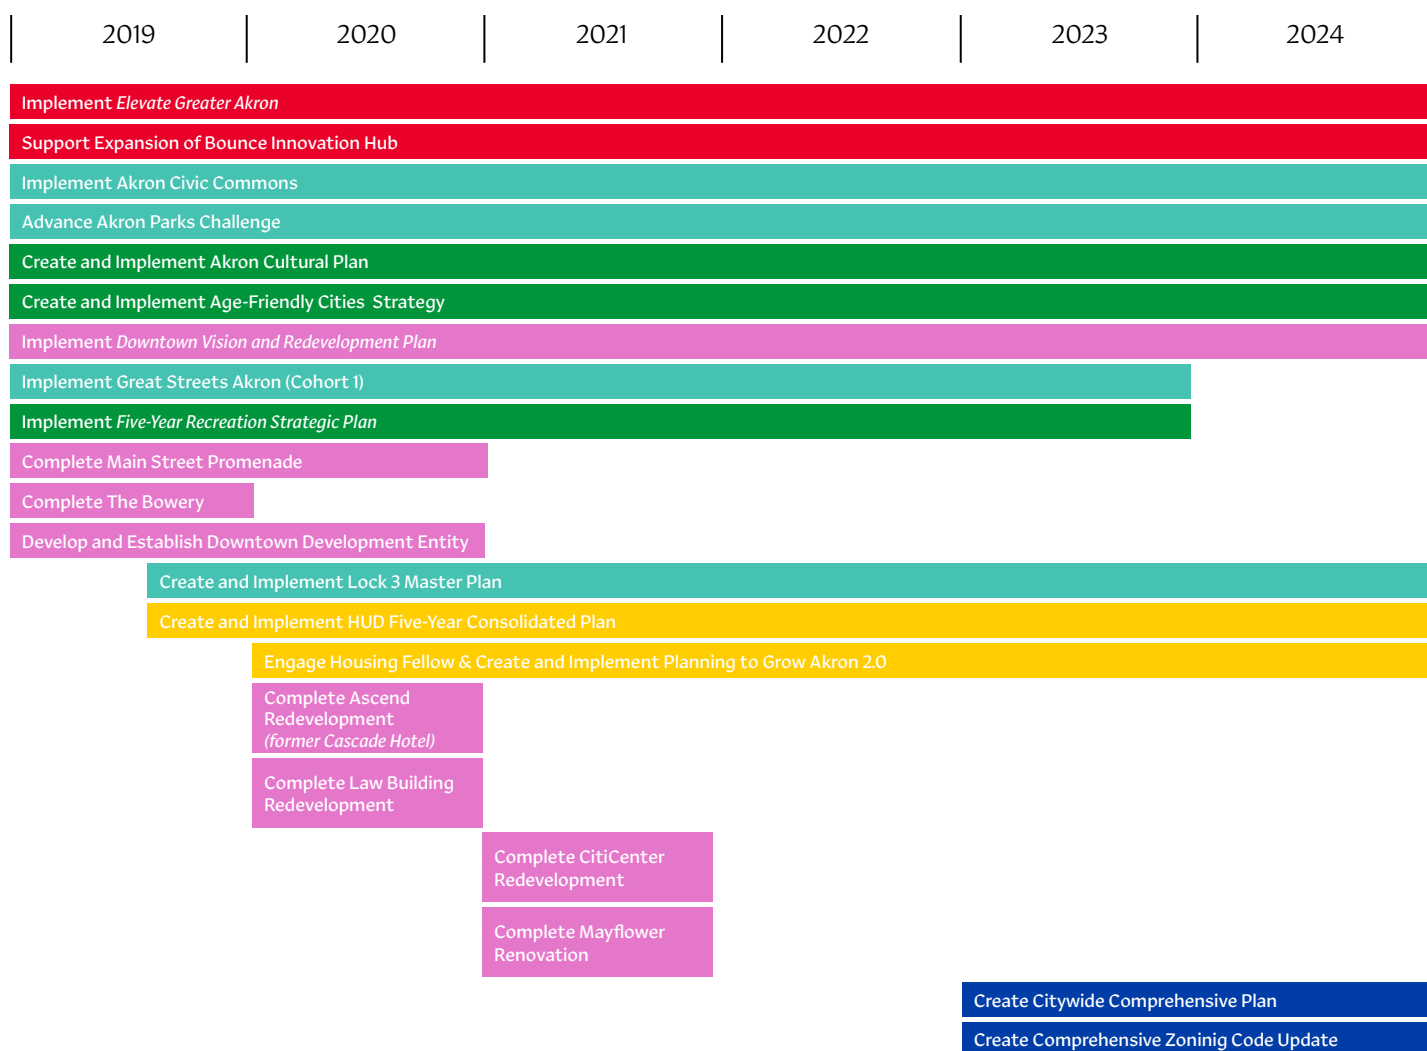 2019 2020 2021 2022 2023 2024
Implement Elevate Greater Akron
Support Expansion of Bounce Innovation Hub
Implement Akron Civic Commons
Advance Akron Parks Challenge
Create and Implement Akron Cultural Plan
Create and Implement Age-Friendly Cities Strategy
Implement Downtown Vision and Redevelopment Plan
Implement Great Streets Akron (Cohort 1)
Implement Five-Year Recreation Strategic Plan
Complete Main Street Promenade
Complete The Bowery
Develop and Establish Downtown Development Entity
Create and Implement Lock 3 Master Plan
Create and Implement HUD Five-Year Consolidated Plan
Engage Housing Fellow & Create and Implement Planning to Grow Akron 2.0
Complete Ascend
Redevelopment
(former Cascade Hotel)
Complete Law Building
Redevelopment
Complete CitiCenter
Redevelopment
Complete Mayflower
Renovation
Create Citywide Comprehensive Plan
Create Comprehensive Zoninig Code Update